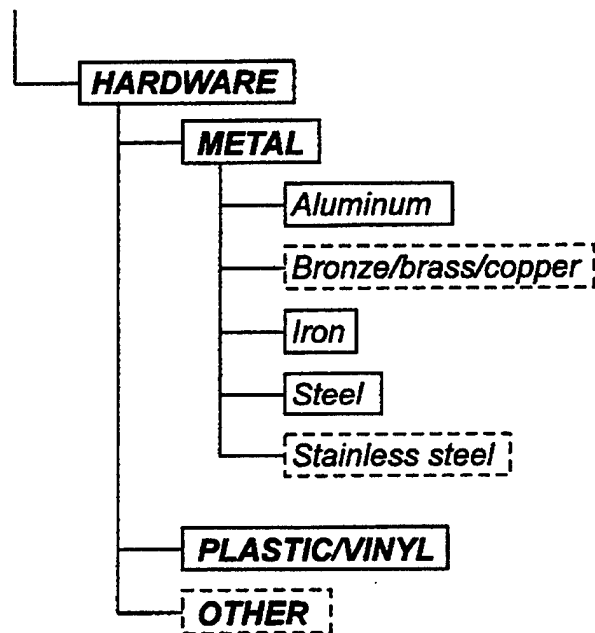 HARDWARE
METAL
Aluminum
Bronze/brass/copper
Iron
Steel
Stainless steel
PLASTIC/VINYL
OTHER